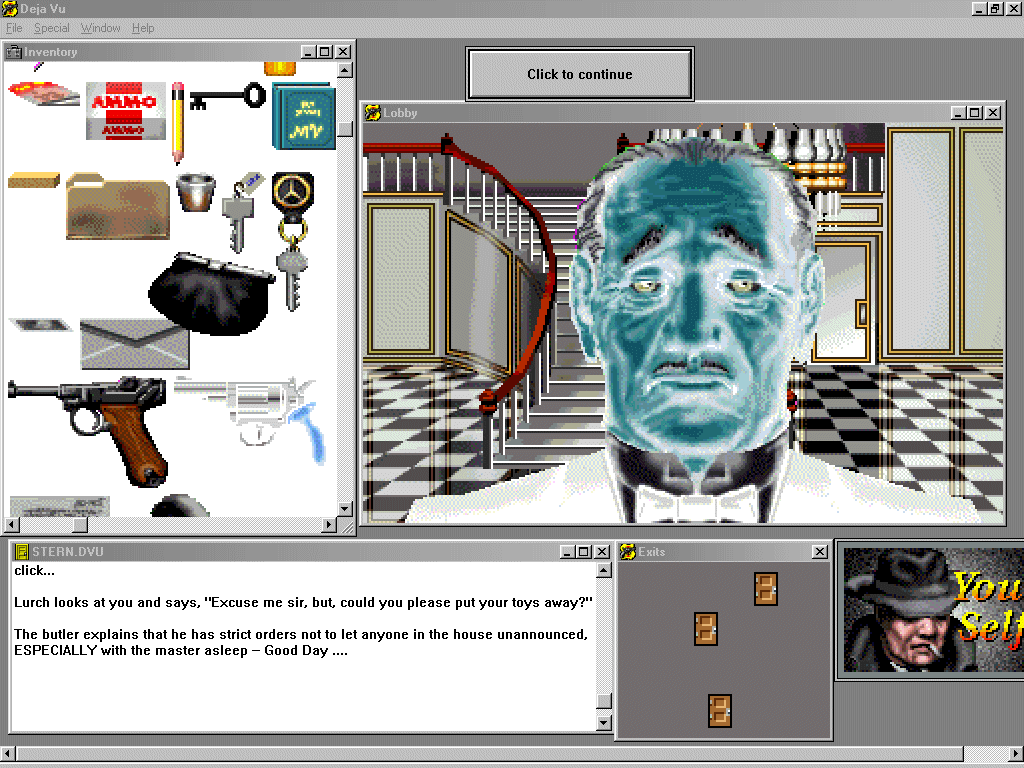 Deja Vu
File Special Window Help
Inventory
AMMO
AMMO
MV
Click to continue
Lobby
STERN.DVU
click...
Lurch looks at you and says, "Excuse me sir, but, could you please put your toys away?"
The butler explains that he has strict orders not to let anyone in the house unannounced,
ESPECIALLY with the master asleep – Good Day ....
Exits
You
Self